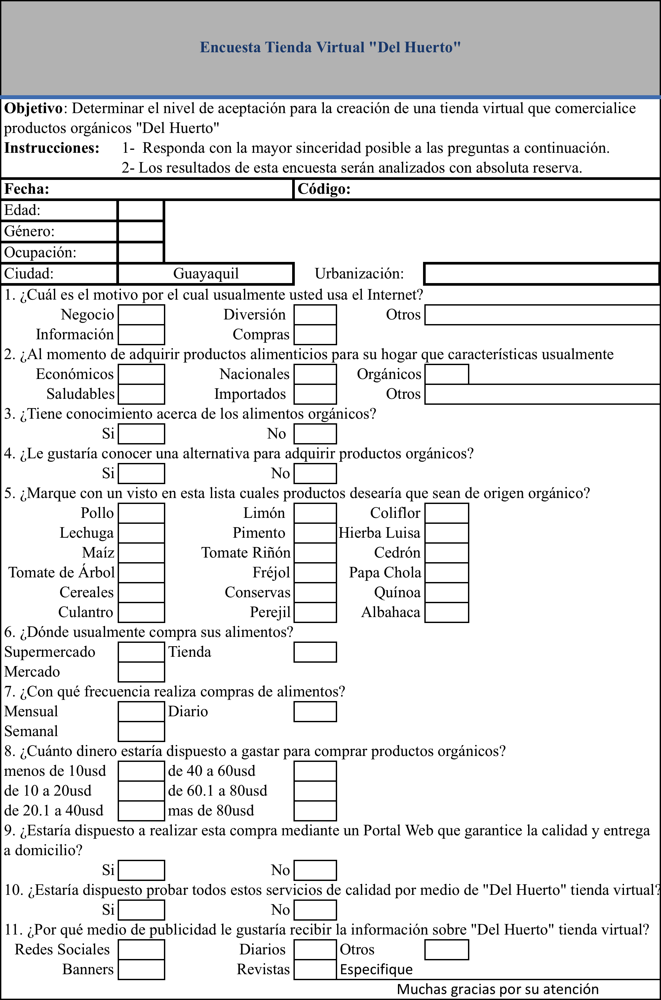 Encuesta Tienda Virtual "Del Huerto"
Objetivo: Determinar el nivel de aceptación para la creación de una tienda virtual que comercialice
productos orgánicos "Del Huerto"
Instrucciones: 1- Responda con la mayor sinceridad posible a las preguntas a continuación.
2- Los resultados de esta encuesta serán analizados con absoluta reserva.
Fecha: Código:
Edad:
Género:
Ocupación:
Ciudad: Guayaquil Urbanización:
1. ¿Cuál es el motivo por el cual usualmente usted usa el Internet?
Negocio Diversión Otros
Información Compras
2. ¿Al momento de adquirir productos alimenticios para su hogar que características usualmente
Económicos Nacionales Orgánicos
Saludables Importados Otros
3. ¿Tiene conocimiento acerca de los alimentos orgánicos?
Si No
4. ¿Le gustaría conocer una alternativa para adquirir productos orgánicos?
Si No
5. ¿Marque con un visto en esta lista cuales productos desearía que sean de origen orgánico?
Pollo Limón Coliflor
Lechuga Pimento Hierba Luisa
Maíz Tomate Riñón Cedrón
Tomate de Árbol Fréjol Papa Chola
Cereales Conservas Quínoa
Culantro Perejil Albahaca
6. ¿Dónde usualmente compra sus alimentos?
Supermercado Tienda
Mercado
7. ¿Con qué frecuencia realiza compras de alimentos?
Mensual Diario
Semanal
8. ¿Cuánto dinero estaría dispuesto a gastar para comprar productos orgánicos?
menos de 10usd de 40 a 60usd
de 10 a 20usd de 60.1 a 80usd
de 20.1 a 40usd mas de 80usd
9. ¿Estaría dispuesto a realizar esta compra mediante un Portal Web que garantice la calidad y entrega
a domicilio?
Si No
10. ¿Estaría dispuesto probar todos estos servicios de calidad por medio de "Del Huerto" tienda virtual?
Si No
11. ¿Por qué medio de publicidad le gustaría recibir la información sobre "Del Huerto" tienda virtual?
Redes Sociales Diarios Otros
Banners Revistas Especifique
Muchas gracias por su atención